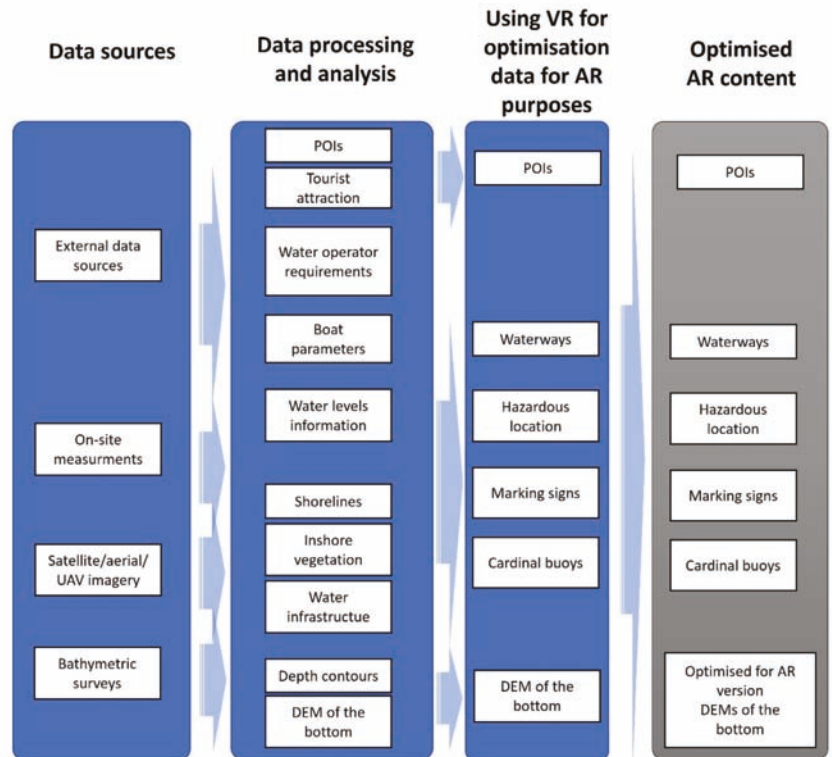 Data sources
Data processing
and analysis
Using VR for
optimisation
data for AR
purposes
Optimised
AR content
External data
sources
On-site
measurments
Satellite/aerial/
UAV imagery
Bathymetric
surveys
POIs
Tourist
attraction
Water operator
requirements
Boat
parameters
Water levels
information
Shorelines
Inshore
vegetation
Water
infrastructue
Depth contours
DEM of the
bottom
POIs
Waterways
Hazardous
location
Marking signs
Cardinal buoys
DEM of the
bottom
POIs
Waterways
Hazardous
location
Marking signs
Cardinal buoys
Optimised for AR
version
DEMs of the
bottom